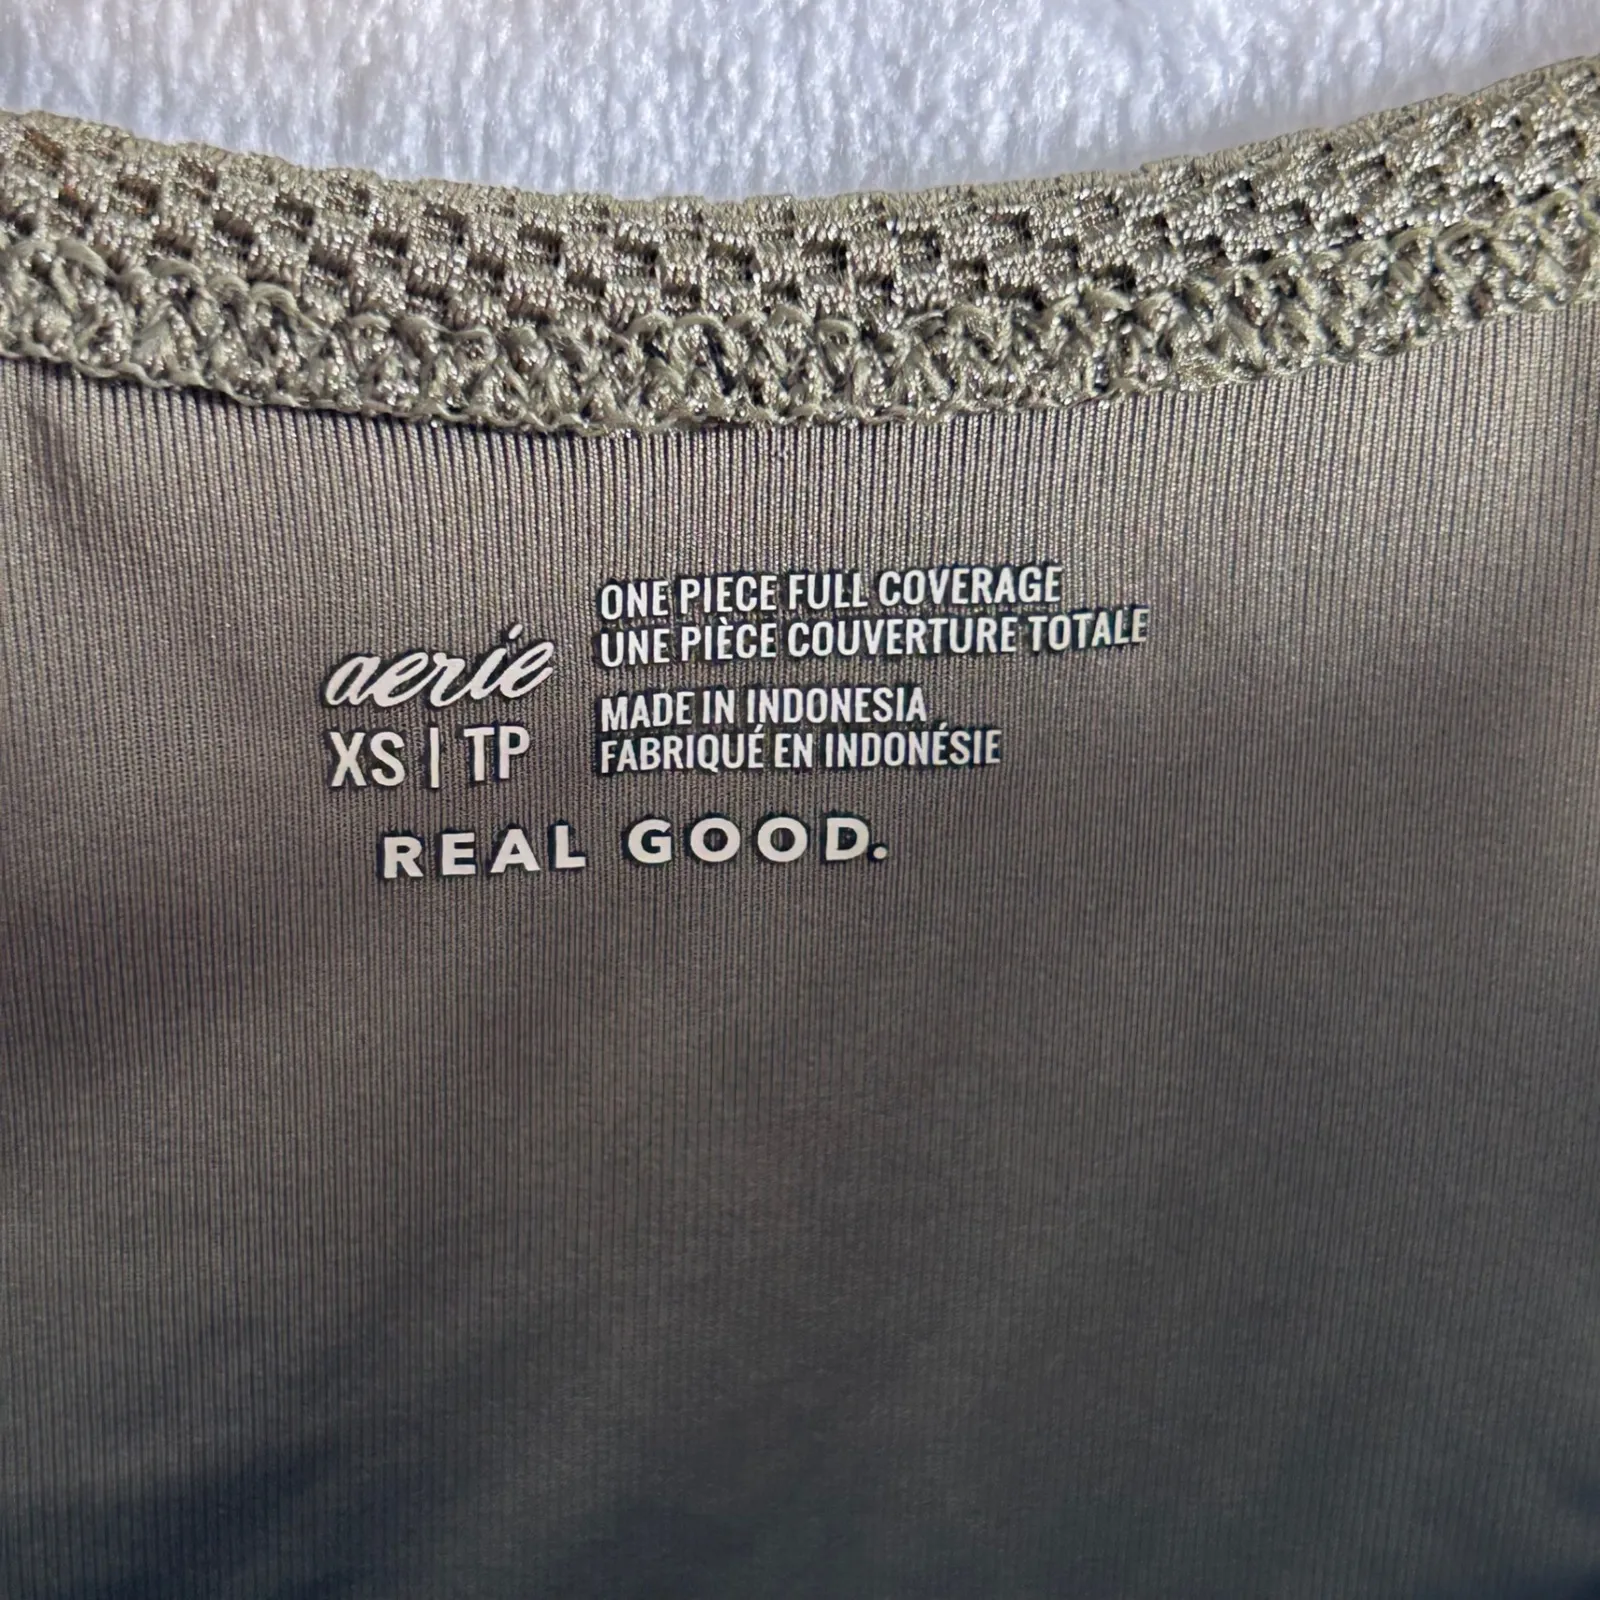 aerie
XS | TP
ONE PIECE FULL COVERAGE
UNE PIÈCE COUVERTURE TOTALE
MADE IN INDONESIA
FABRIQUÉ EN INDONÉSIE
REAL GOOD.